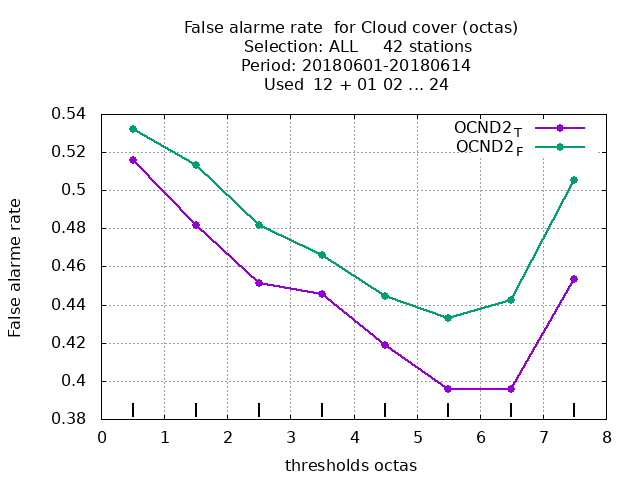 False alarme rate  for Cloud cover (octas)
Selection: ALL     42 stations
Period: 20180601-20180614
Used  12 + 01 02 ... 24
OCND2T
OCND2F
0.54
0.52
0.5
0.48
0.46
0.44
0.42
0.4
0.38
False alarme rate
0 1 2 3 4 5 6 7 8
thresholds octas